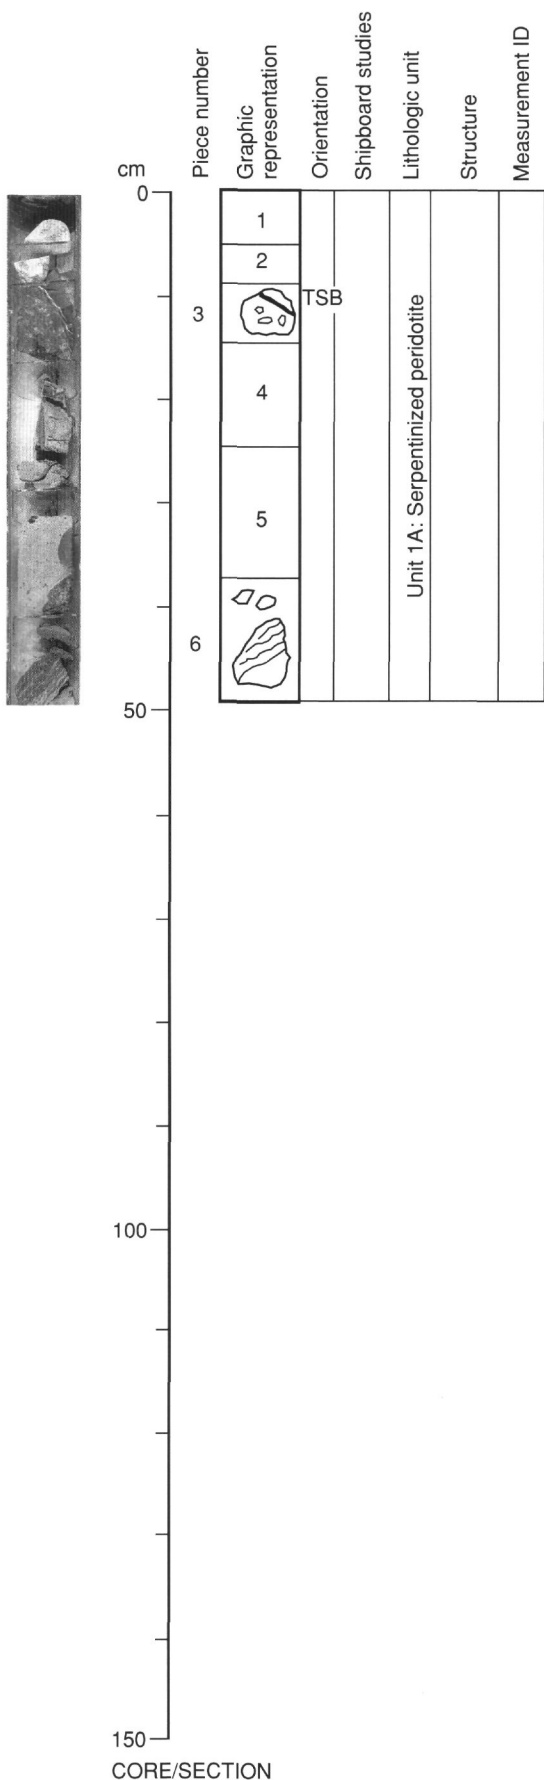 cm
Piece number
Graphic
representation
Orientation
Shipboard studies
Lithologic unit
Structure
Measurement ID
0
1
2
3
TSB
4
5
6
Unit 1A: Serpentinized peridotite
50
100
150
CORE/SECTION